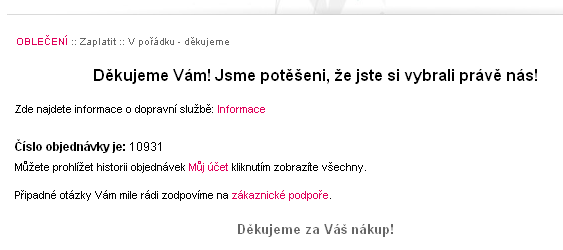 OBLEČENÍ :: Zaplatit :: V pořádku - děkujeme
Děkujeme Vám! Jsme potěšeni, že jste si vybrali právě nás!
Zde najdete informace o dopravní službě: Informace
Číslo objednávky je: 10931
Můžete prohlížet historii objednávek Můj účet kliknutím zobrazíte všechny.
Připadné otázky Vám mile rádi zodpovíme na zákaznické podpoře.
Děkujeme za Váš nákup!